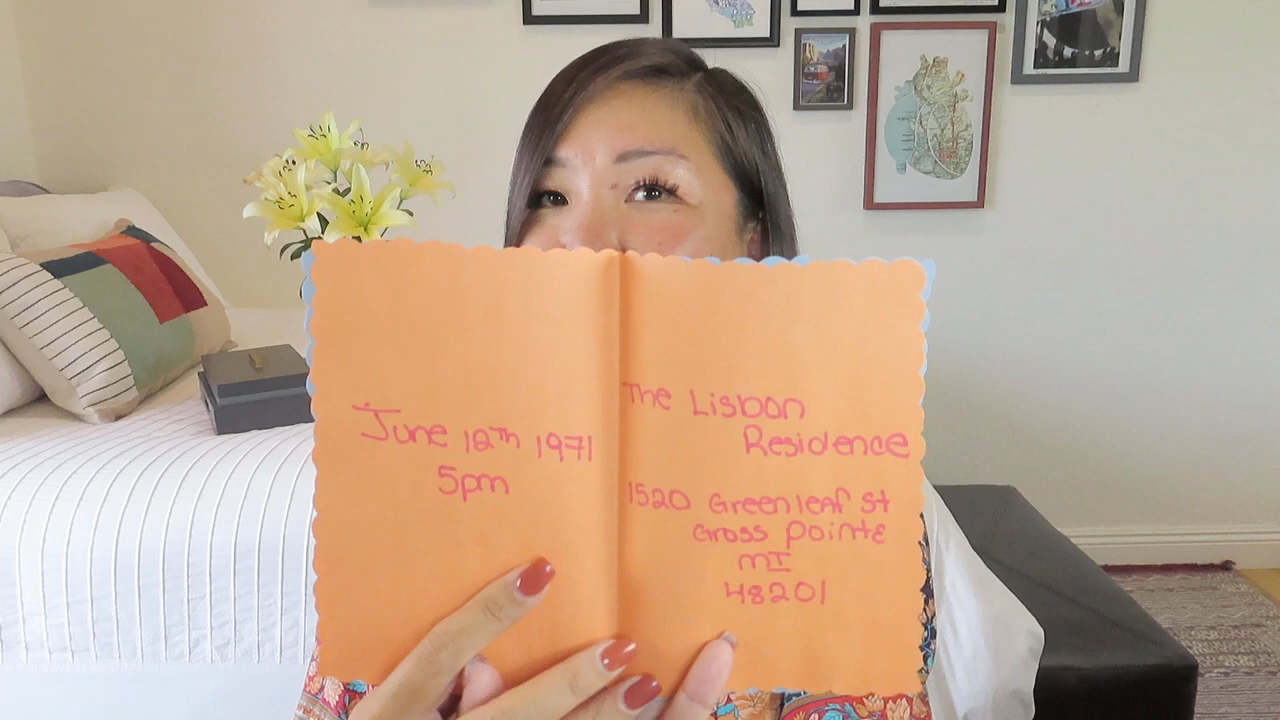 June 12th 1971
5pm
The Lisbon
Residence
1520 Greenleaf St
Gross Pointe
MI
48201